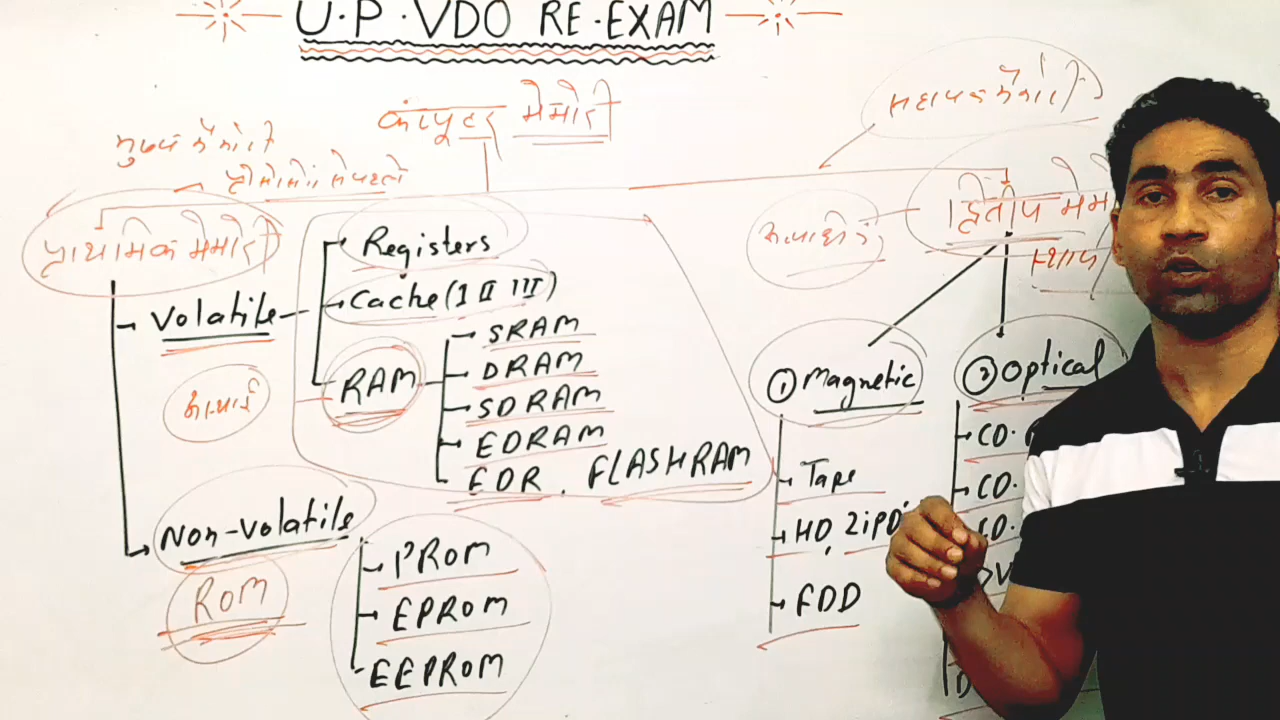 U.P.VDO RE-EXAM
कंप्युटर मेमोरी
मुख्य मेमोरी
प्राथमिक मेमोरी
द्वितीय
Volatile
Registers
Cache (I II III)
RAM
SRAM
DRAM
SDRAM
EDRAM
EDR. FLASHRAM
Non-Volatile
ROM
PROM
EPROM
EEPROM
① Magnetic
Tape
HD, ZIPD
FDD
② Optical
CD.
CD.
CD.